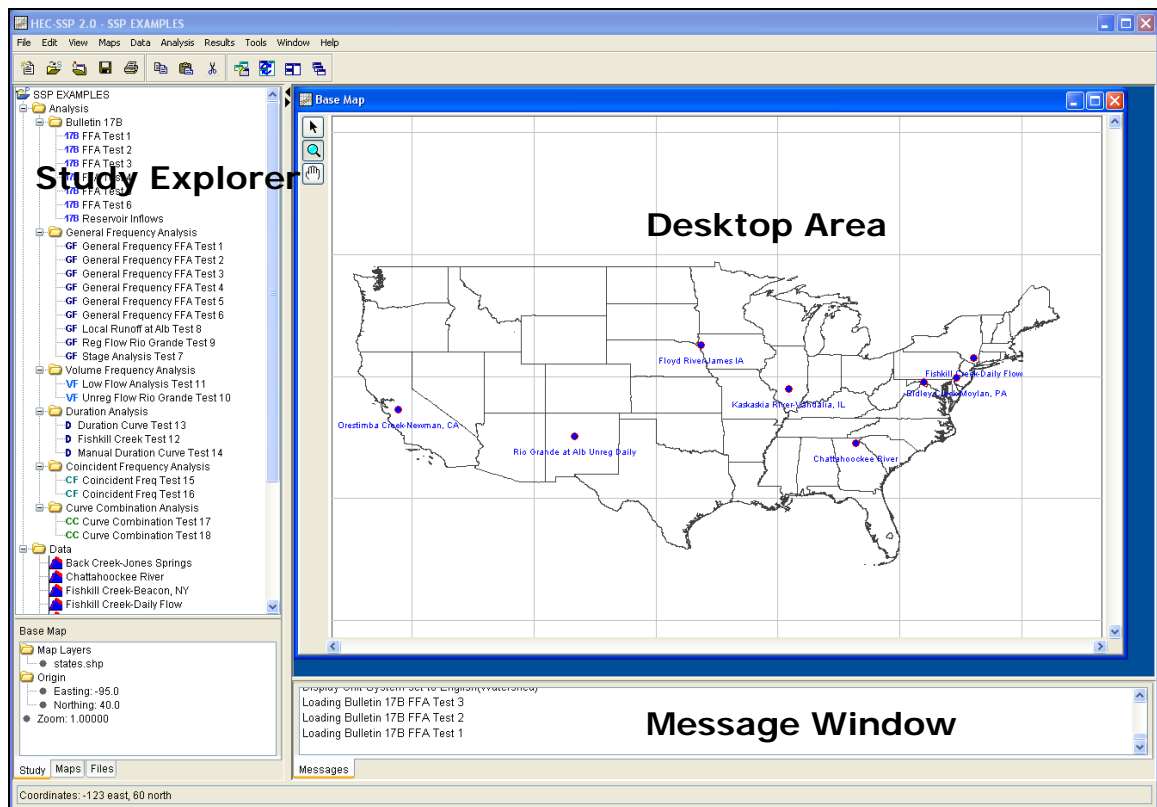 HEC-SSP 2.0 - SSP EXAMPLES
File Edit View Maps Data Analysis Results Tools Window Help
SSP EXAMPLES
Analysis
Bulletin 17B
17B FFA Test 1
17B FFA Test 2
17B FFA Test 3
Study Explorer
17B FFA Test 6
17B Reservoir Inflows
General Frequency Analysis
GF General Frequency FFA Test 1
GF General Frequency FFA Test 2
GF General Frequency FFA Test 3
GF General Frequency FFA Test 4
GF General Frequency FFA Test 5
GF General Frequency FFA Test 6
GF Local Runoff at Alb Test 8
GF Reg Flow Rio Grande Test 9
GF Stage Analysis Test 7
Volume Frequency Analysis
VF Low Flow Analysis Test 11
VF Unreg Flow Rio Grande Test 10
Duration Analysis
D Duration Curve Test 13
D Fishkill Creek Test 12
D Manual Duration Curve Test 14
Coincident Frequency Analysis
CF Coincident Freq Test 15
CF Coincident Freq Test 16
Curve Combination Analysis
CC Curve Combination Test 17
CC Curve Combination Test 18
Data
Back Creek-Jones Springs
Chattahoockee River
Fishkill Creek-Beacon, NY
Fishkill Creek-Daily Flow
Base Map
Map Layers
states.shp
Origin
Easting: -95.0
Northing: 40.0
Zoom: 1.00000
Study Maps Files
Base Map
Desktop Area
Floyd River-James IA
Fishkill Creek-Daily Flow
Moylan, PA
Kaskaskia River-Vandalia, IL
Orestimba Creek-Newman, CA
Rio Grande at Alb Unreg Daily
Chattahoockee River
Display Unit System set to English(Watershed)
Loading Bulletin 17B FFA Test 3
Loading Bulletin 17B FFA Test 2
Loading Bulletin 17B FFA Test 1
Message Window
Messages
Coordinates: -123 east, 60 north